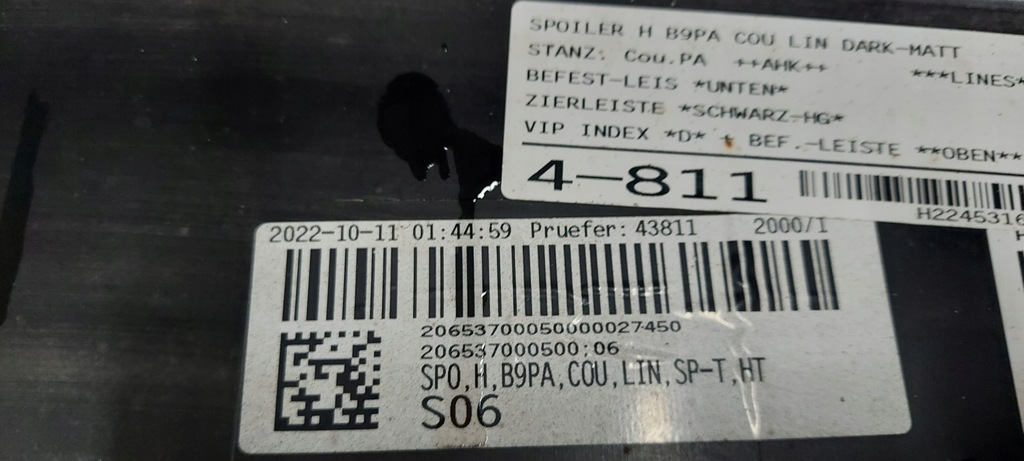 SPOILER H B9PA COU LIN DARK-MATT
STANZ: Cou.PA ++AHK++ ***LINES*
BEFEST-LEIS *UNTEN*
ZIERLEISTE *SCHWARZ-HG*
VIP INDEX *D* + BEF.-LEISTE **OBEN**
4-811
H2245316
2022-10-11 01:44:59 Pruefer: 43811 2000/I
20653700050000027450
206537000500;06
SPO,H,B9PA,COU,LIN,SP-T,HT
S06